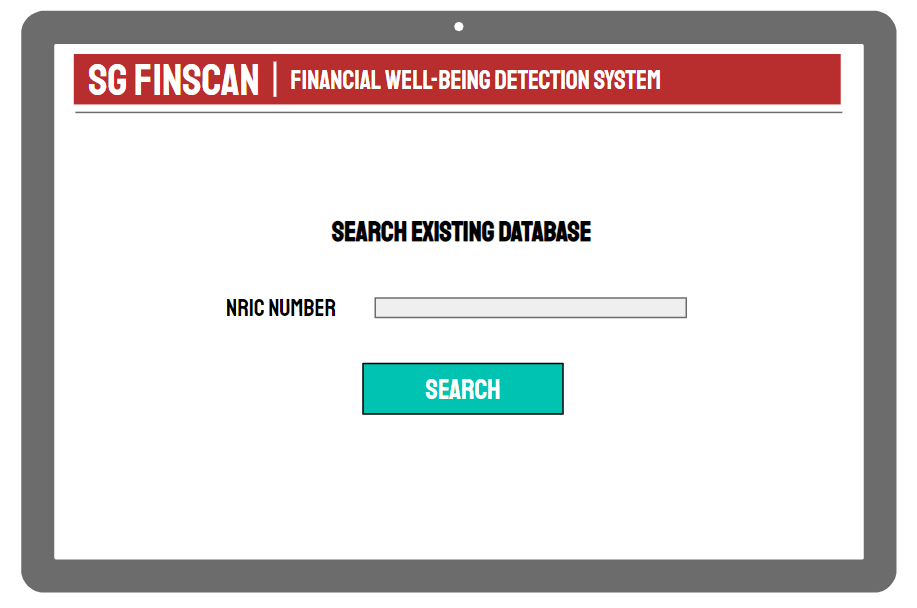 SG FINSCAN | FINANCIAL WELL-BEING DETECTION SYSTEM
SEARCH EXISTING DATABASE
NRIC NUMBER
SEARCH